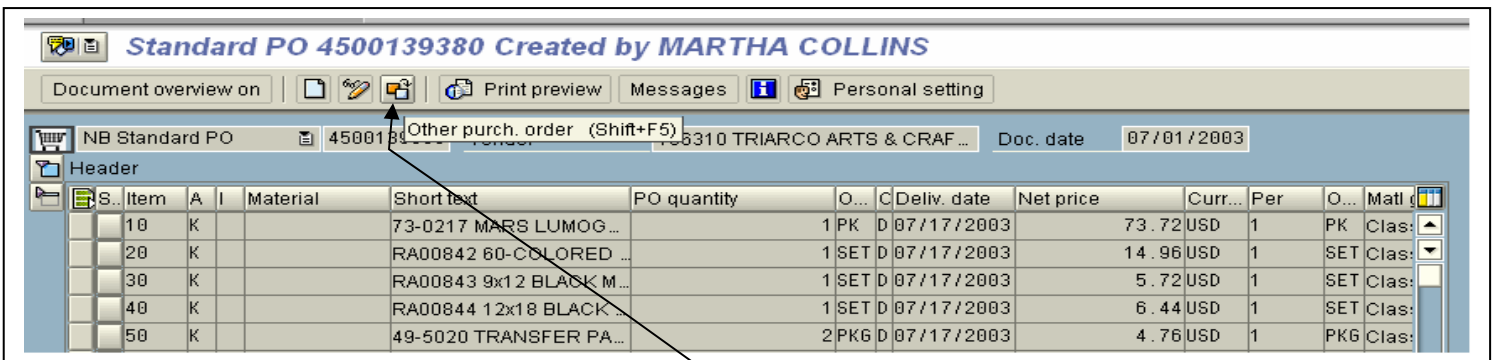 Standard PO 4500139380 Created by MARTHA COLLINS
Document overview on Print preview Messages Personal setting
Other purch. order (Shift+F5)
NB Standard PO 6310 TRIARCO ARTS & CRAF... Doc. date 07/01/2003
Header
S.. Item A I Material Short text PO quantity O... C Deliv. date Net price Curr... Per O... Matl
10 K 73-0217 MARS LUMOG... 1 PK D 07/17/2003 73.72 USD 1 PK Clas
20 K RA00842 60-COLORED ... 1 SET D 07/17/2003 14.96 USD 1 SET Clas
30 K RA00843 9x12 BLACK M... 1 SET D 07/17/2003 5.72 USD 1 SET Clas
40 K RA00844 12x18 BLACK ... 1 SET D 07/17/2003 6.44 USD 1 SET Clas
50 K 49-5020 TRANSFER PA... 2 PKG D 07/17/2003 4.76 USD 1 PKG Clas